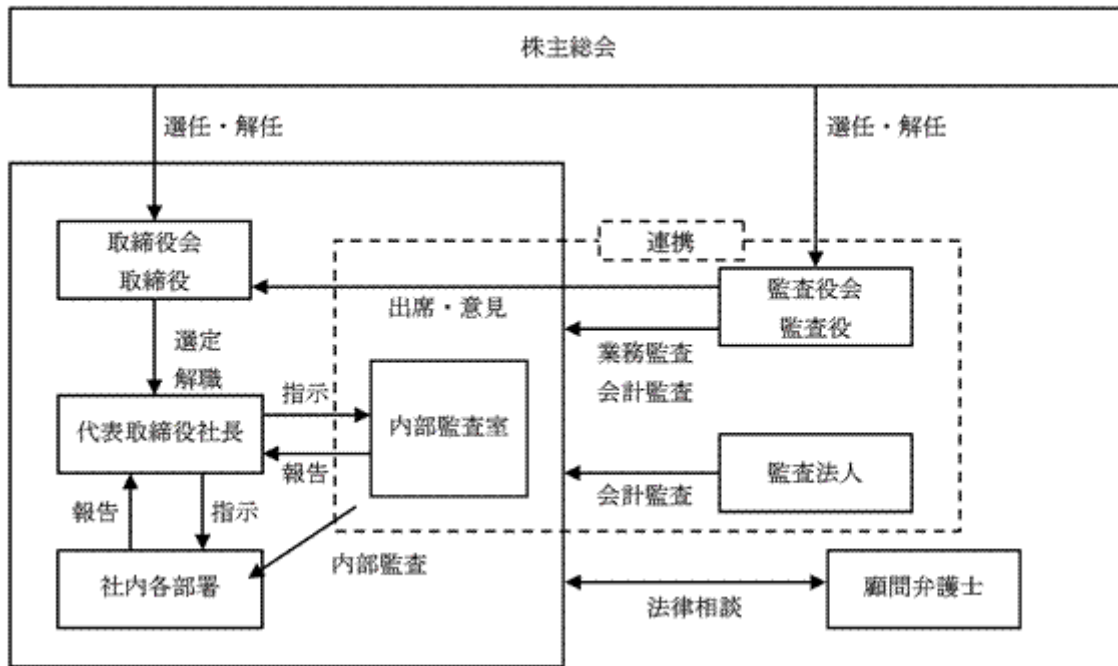 株主総会
選任・解任
選任・解任
取締役会
取締役
連携
監査役会
監査役
出席・意見
選定
解職
業務監査
会計監査
指示
代表取締役社長
内部監査室
報告
監査法人
会計監査
報告
指示
内部監査
社内各部署
法律相談
顧問弁護士